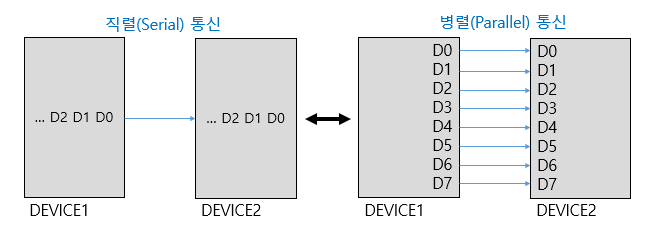 직렬(Serial) 통신
... D2 D1 D0
... D2 D1 D0
DEVICE1
DEVICE2
병렬(Parallel) 통신
D0
D1
D2
D3
D4
D5
D6
D7
D0
D1
D2
D3
D4
D5
D6
D7
DEVICE1
DEVICE2